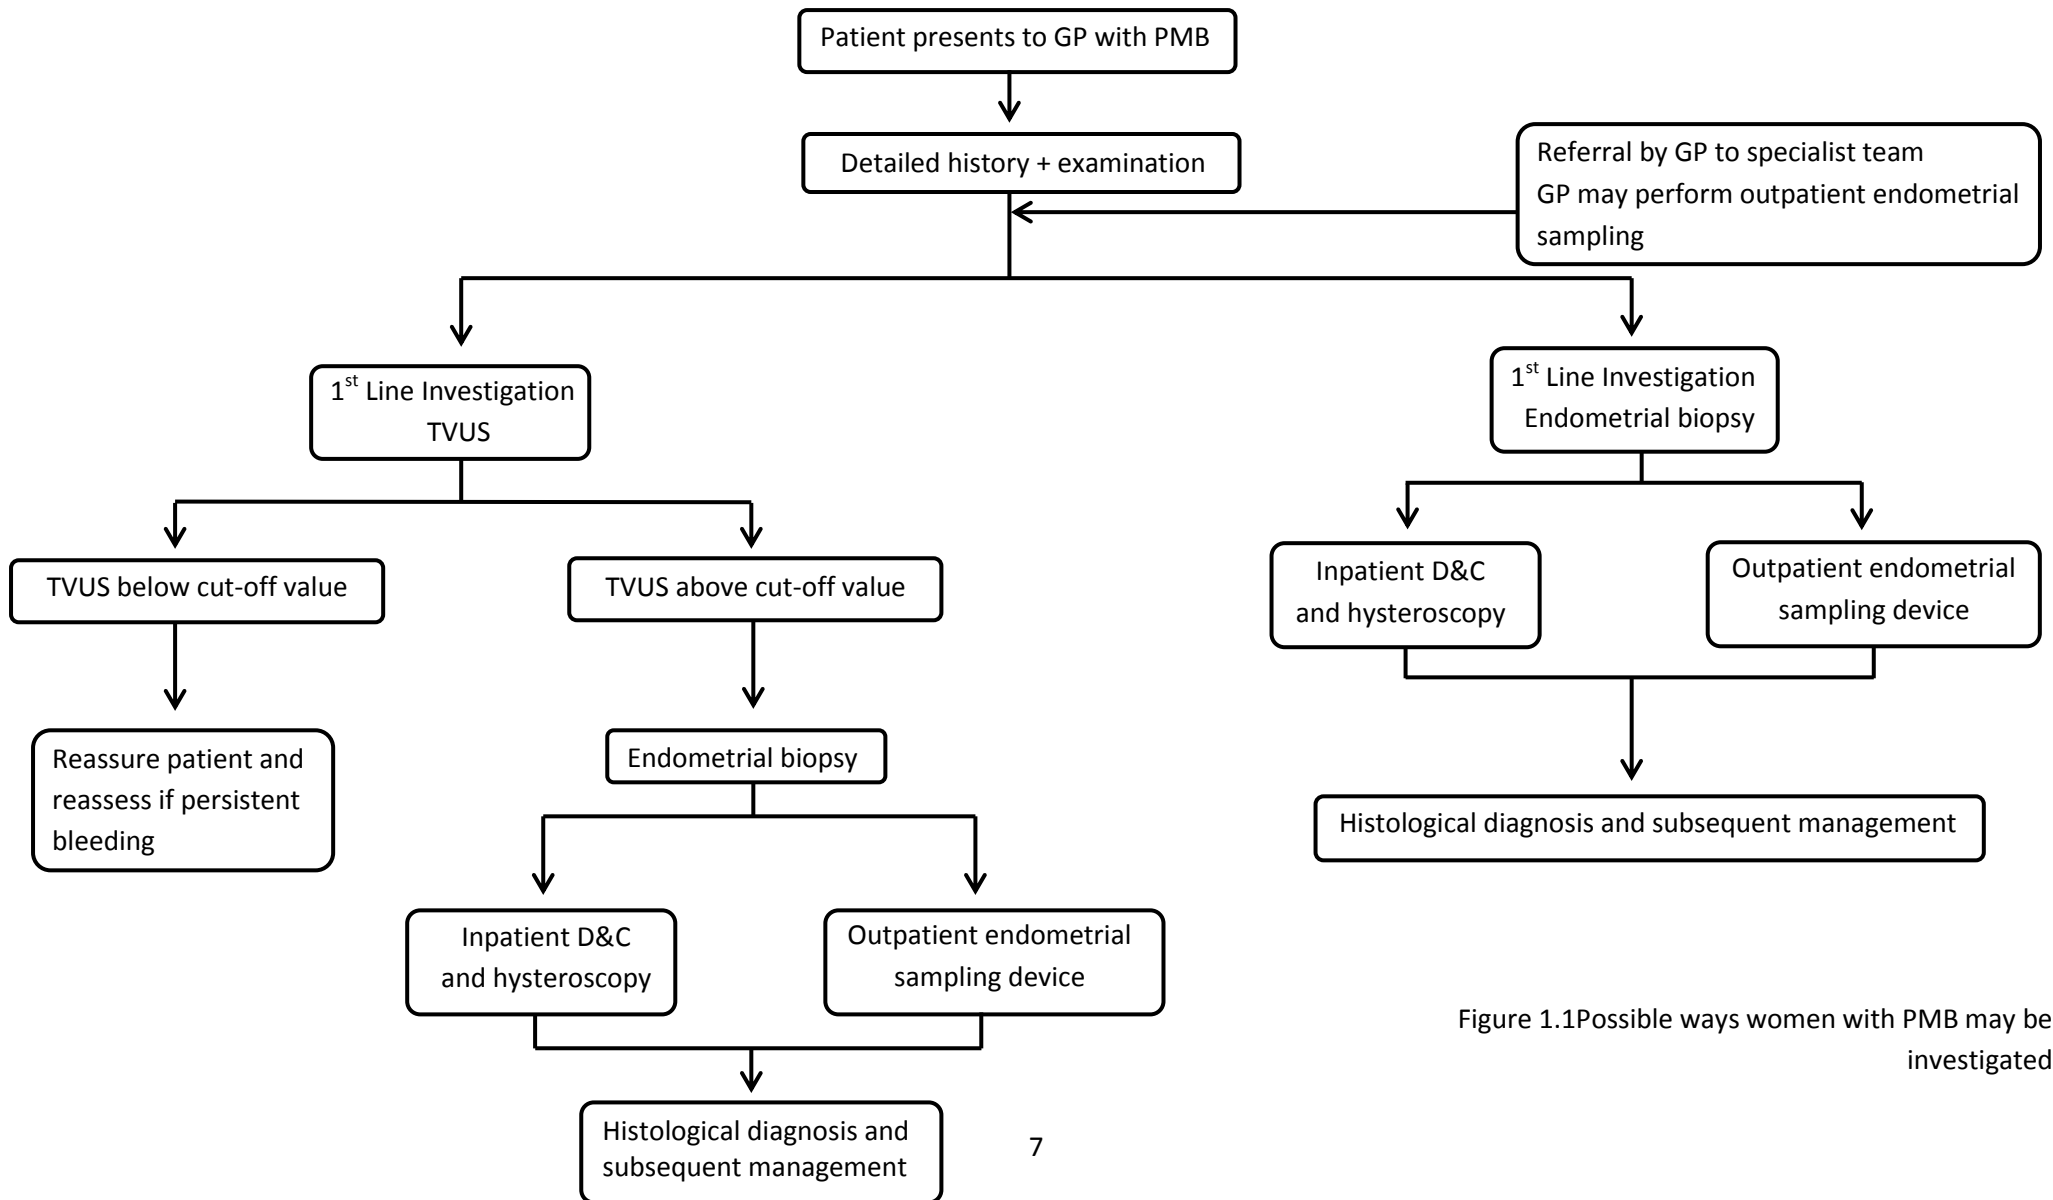 Patient presents to GP with PMB
Detailed history + examination
Referral by GP to specialist team
GP may perform outpatient endometrial
sampling
1st Line Investigation
TVUS
1st Line Investigation
Endometrial biopsy
TVUS below cut-off value
TVUS above cut-off value
Inpatient D&C
and hysteroscopy
Outpatient endometrial
sampling device
Reassure patient and
reassess if persistent
bleeding
Endometrial biopsy
Histological diagnosis and subsequent management
Inpatient D&C
and hysteroscopy
Outpatient endometrial
sampling device
Figure 1.1Possible ways women with PMB may be
investigated
Histological diagnosis and
subsequent management
7